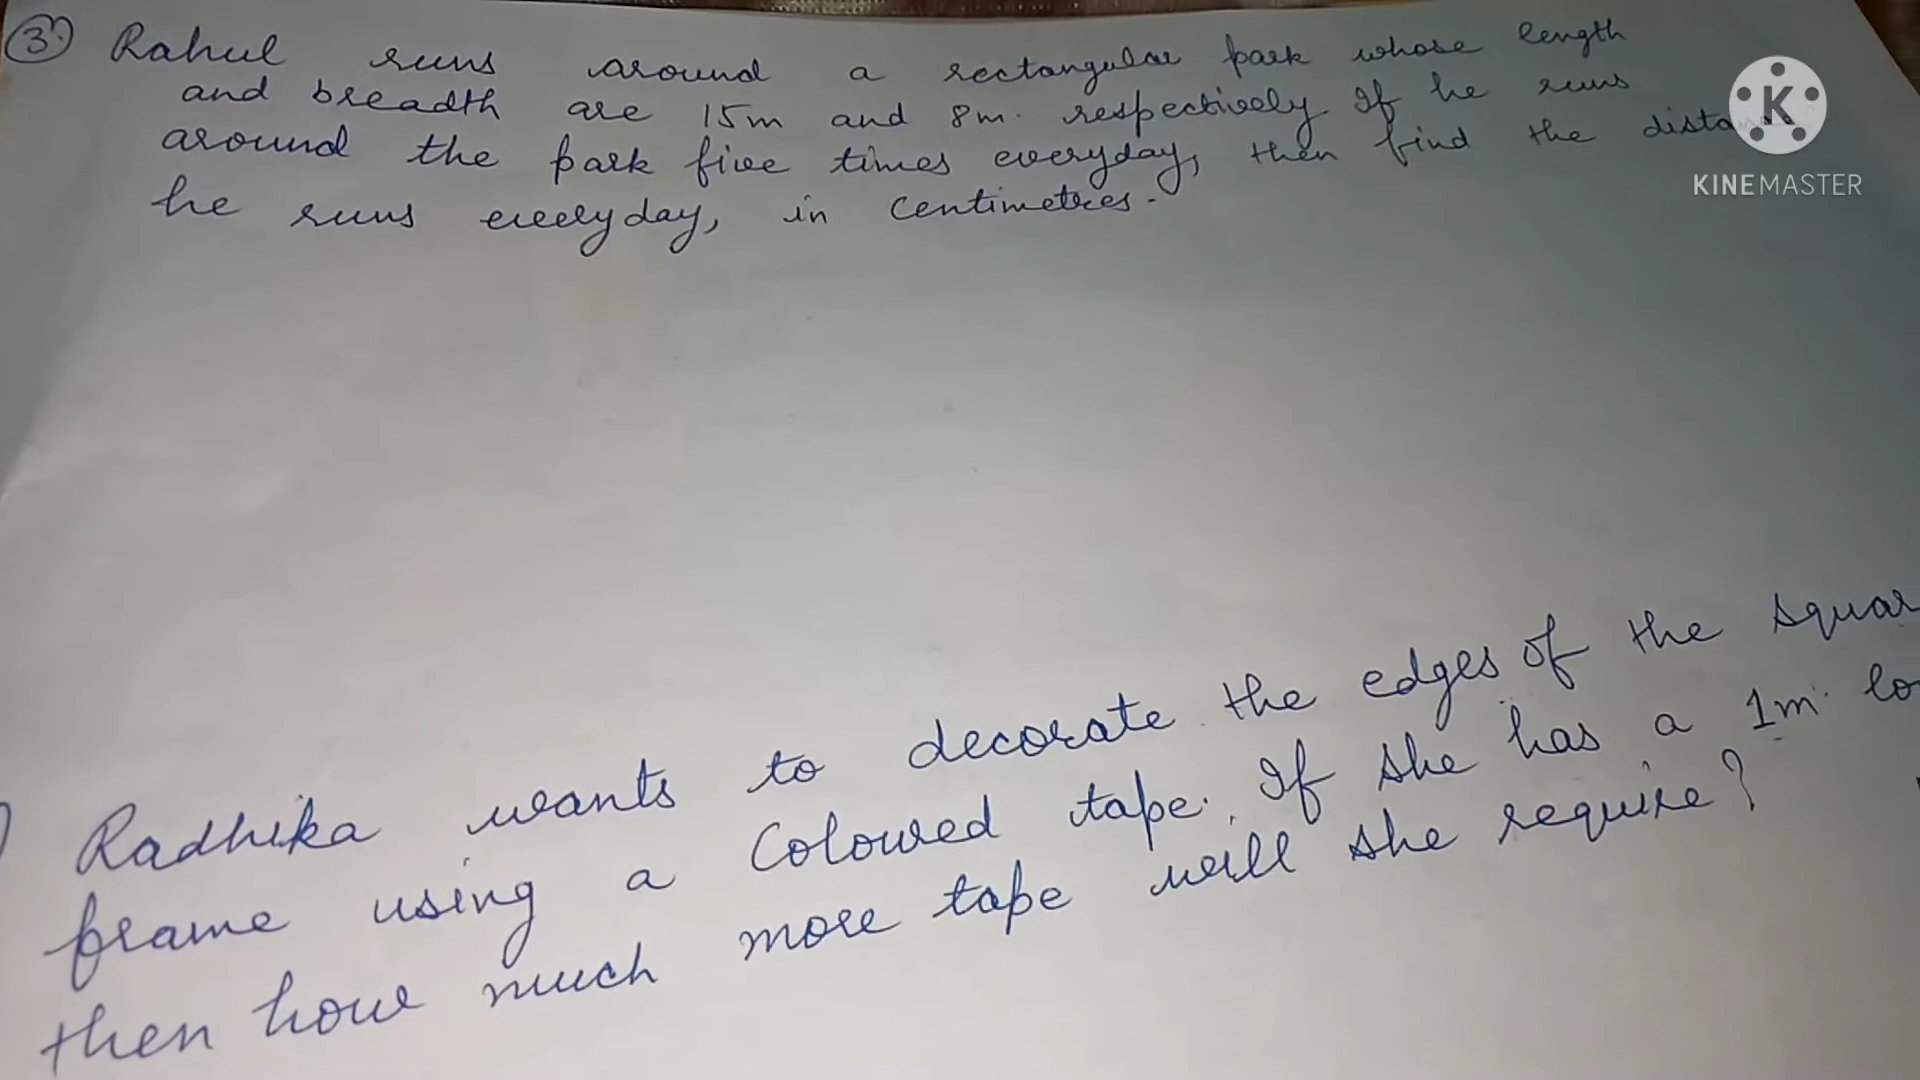 3. Rahul runs around a rectangular park whose length
and breadth are 15m and 8m. respectively. If he runs
around the park five times everyday, then find the
he runs everyday, in Centimetres.
KINEMASTER
Radhika wants to decorate the edges of the
frame using a Coloured tape. If she has a 1m.
then how much more tape will she require?